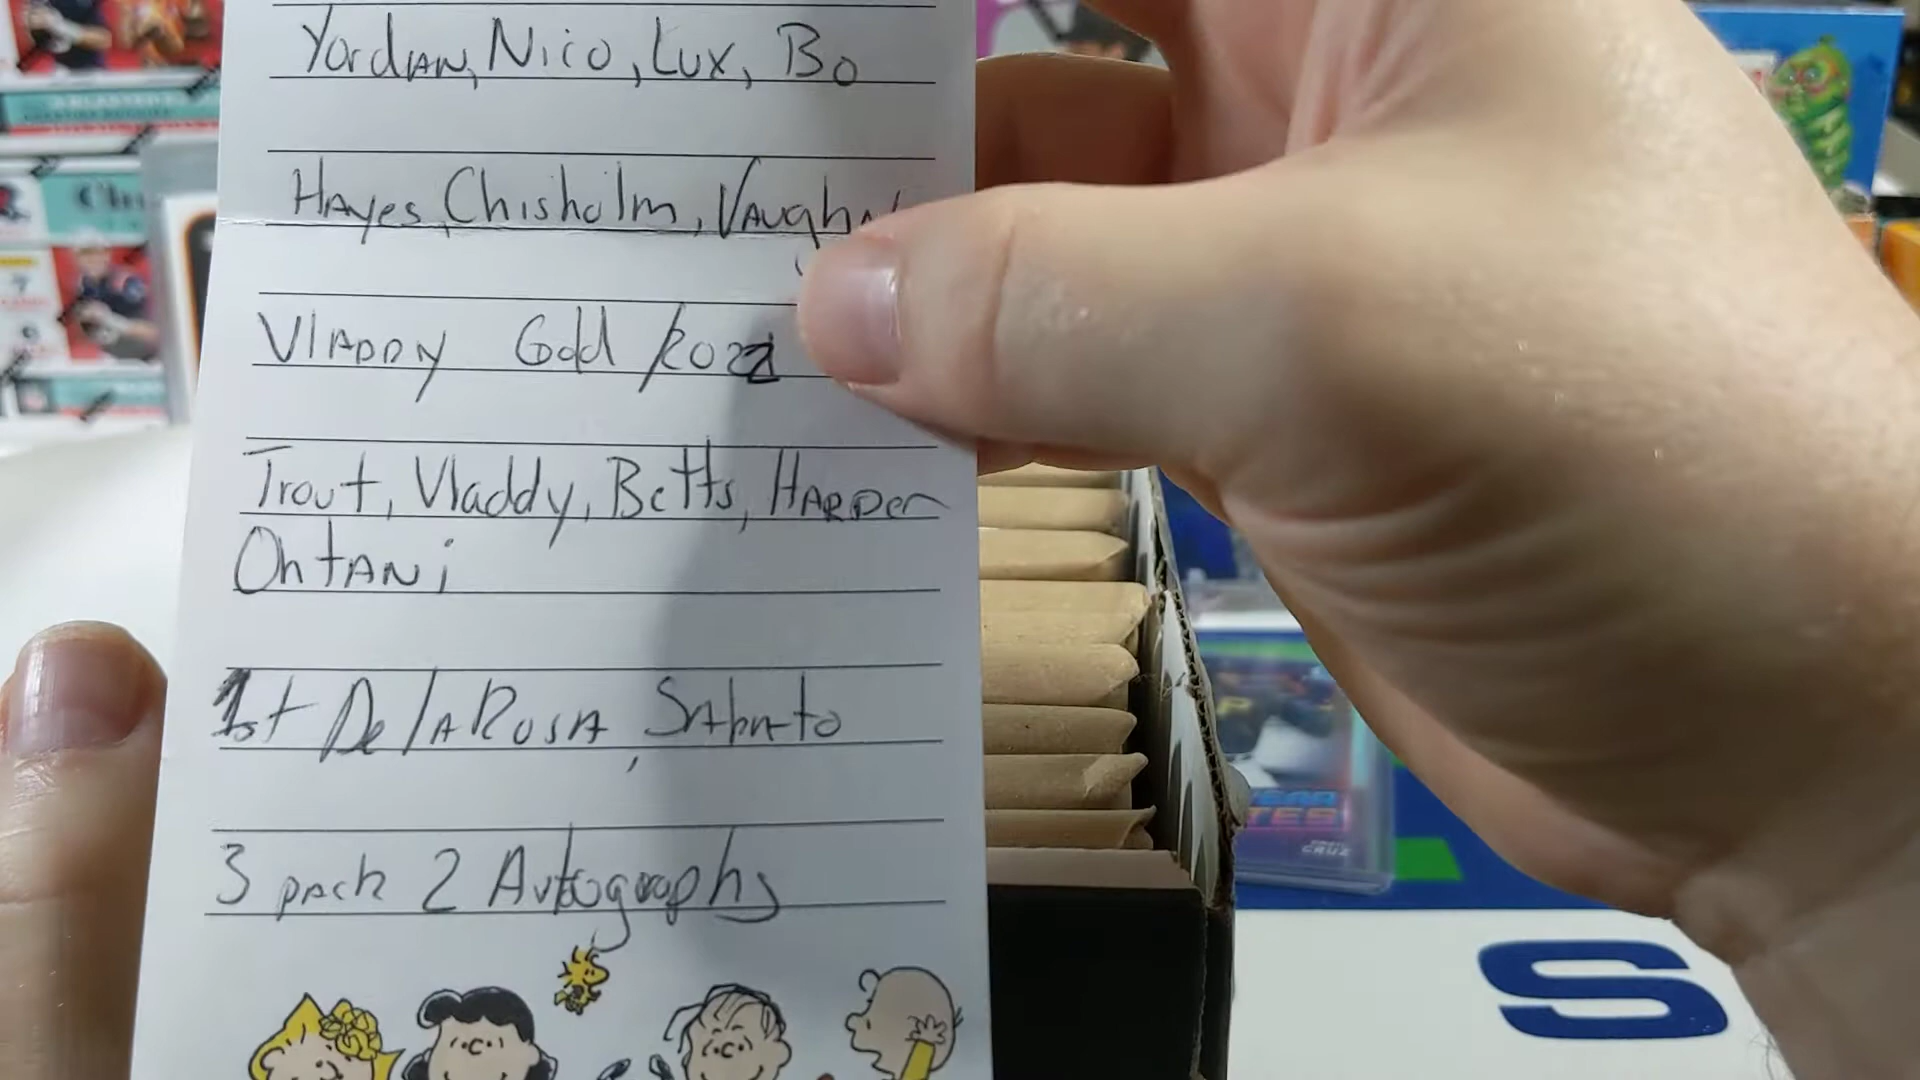 Yordan, Nico, Lux, Bo
Hayes, Chisholm, Vaughn
Vladdy Gold /2022
Trout, Vladdy, Betts, Harper
Ohtani
1st De la Rosa, Sabato
3 pack 2 Autographs
CRUZ
S